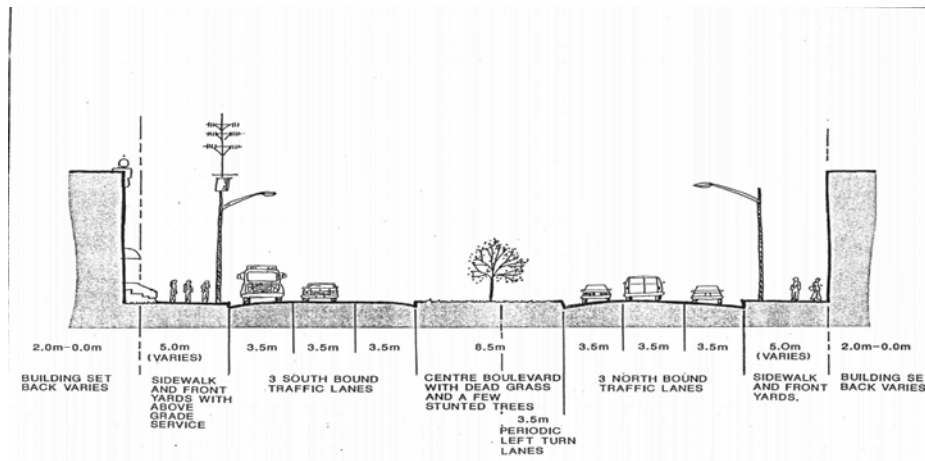 2.0m-0.0m
BUILDING SET
BACK VARIES
5.0m
(VARIES)
SIDEWALK
AND FRONT
YARDS WITH
ABOVE
GRADE
SERVICE
3.5m
3.5m
3.5m
3 SOUTH BOUND
TRAFFIC LANES
8.5m
CENTRE BOULEVARD
WITH DEAD GRASS
AND A FEW
STUNTED TREES
3.5m
PERIODIC
LEFT TURN
LANES
3.5m
3.5m
3.5m
3 NORTH BOUND
TRAFFIC LANES
5.0m
(VARIES)
SIDEWALK
AND FRONT
YARDS.
2.0m-0.0m
BUILDING SE
BACK VARIES